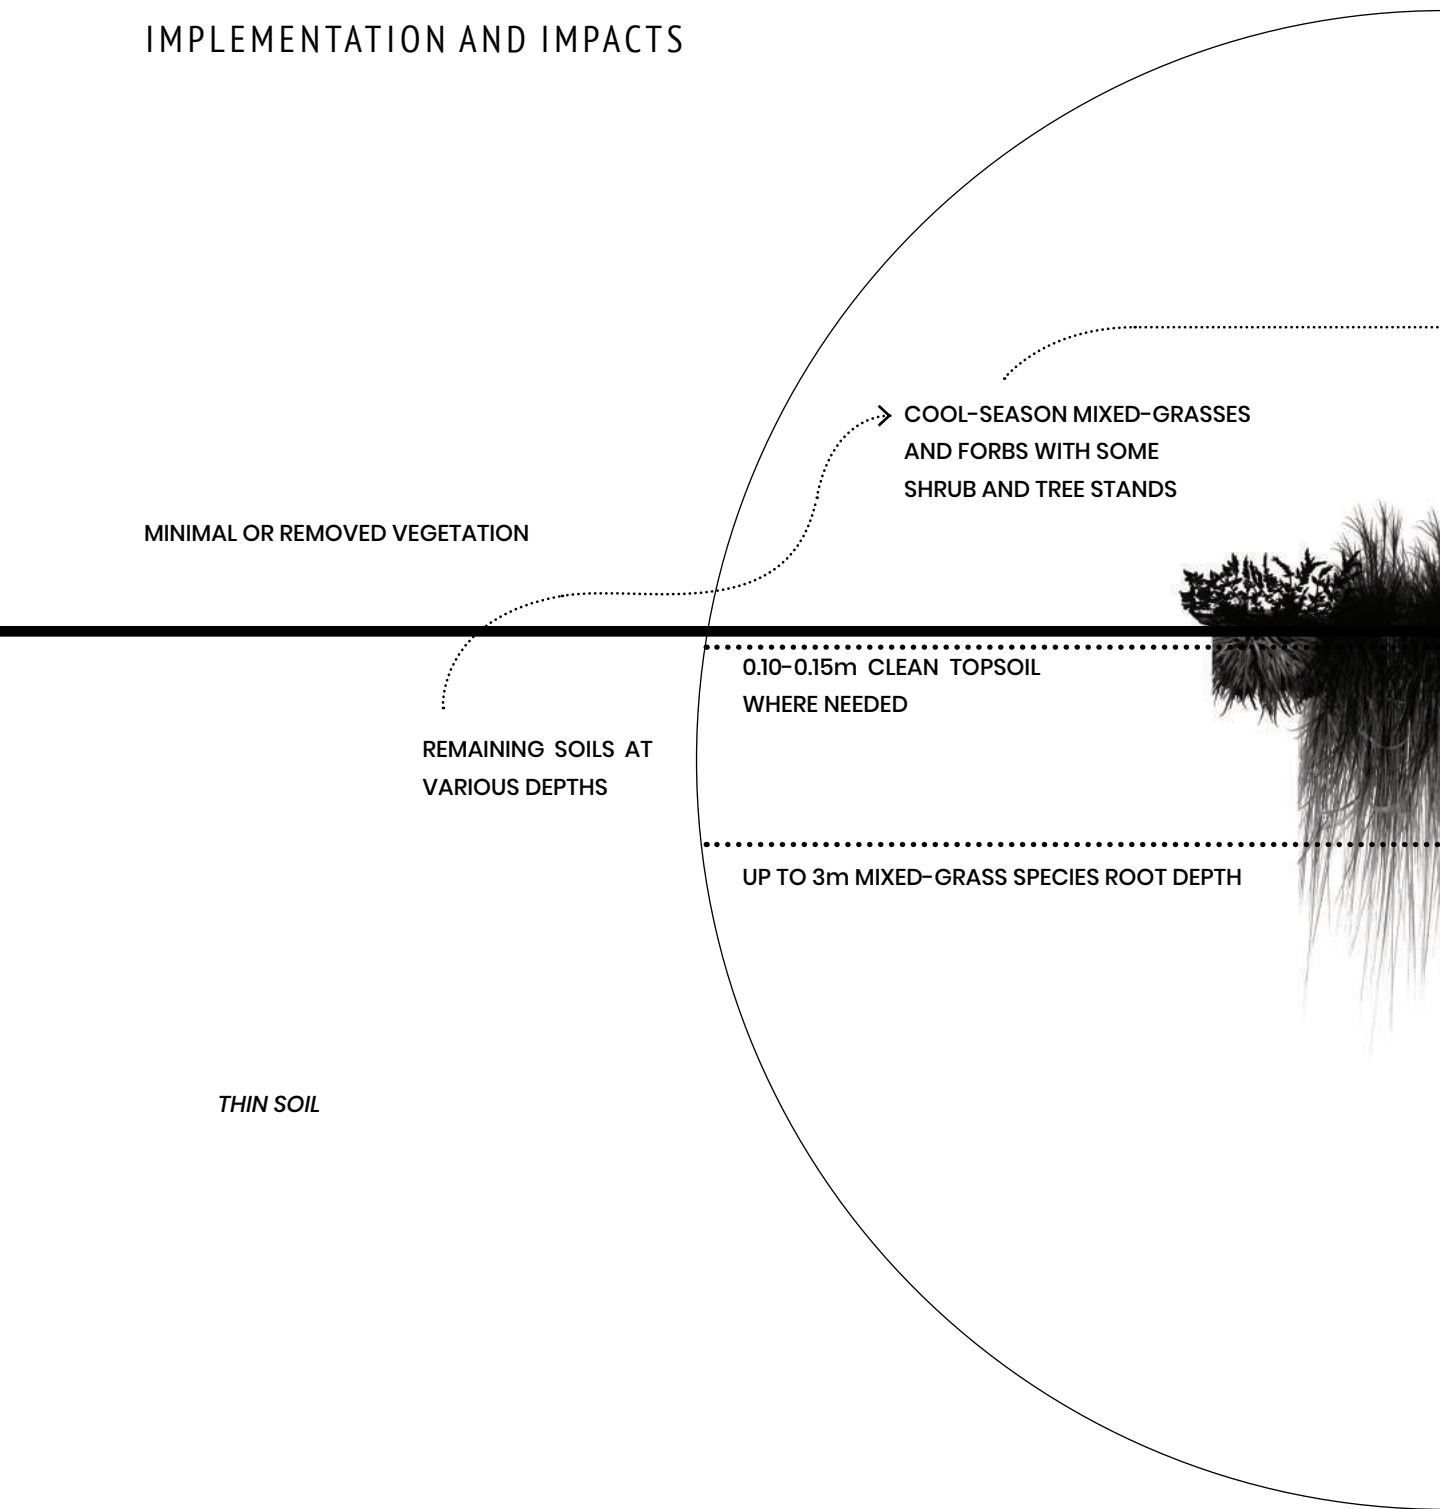 IMPLEMENTATION AND IMPACTS
COOL-SEASON MIXED-GRASSES
AND FORBS WITH SOME
SHRUB AND TREE STANDS
MINIMAL OR REMOVED VEGETATION
0.10-0.15m CLEAN TOPSOIL
WHERE NEEDED
REMAINING SOILS AT
VARIOUS DEPTHS
UP TO 3m MIXED-GRASS SPECIES ROOT DEPTH
THIN SOIL